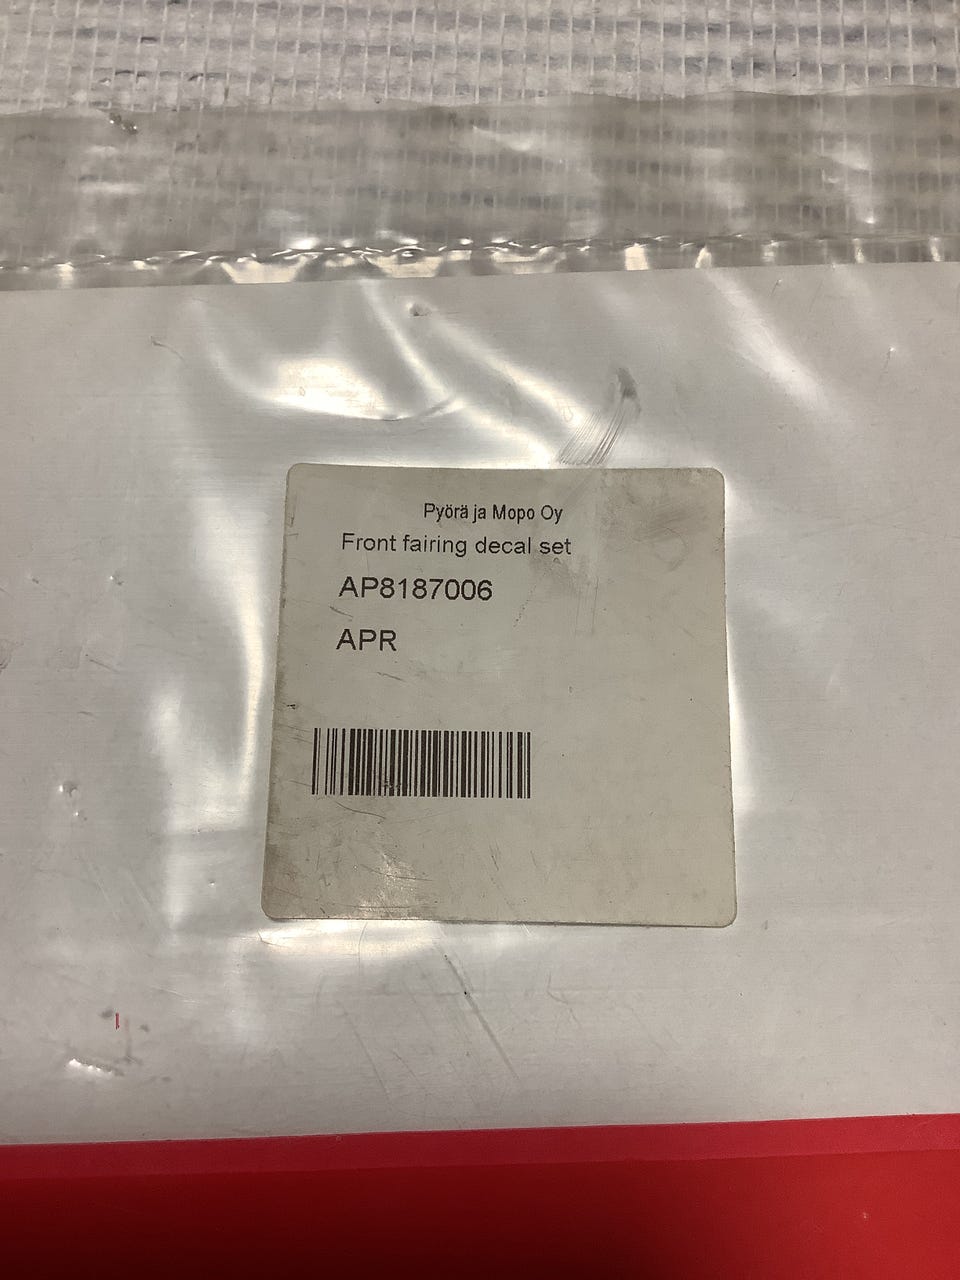 Pyörä ja Mopo Oy
Front fairing decal set
AP8187006
APR